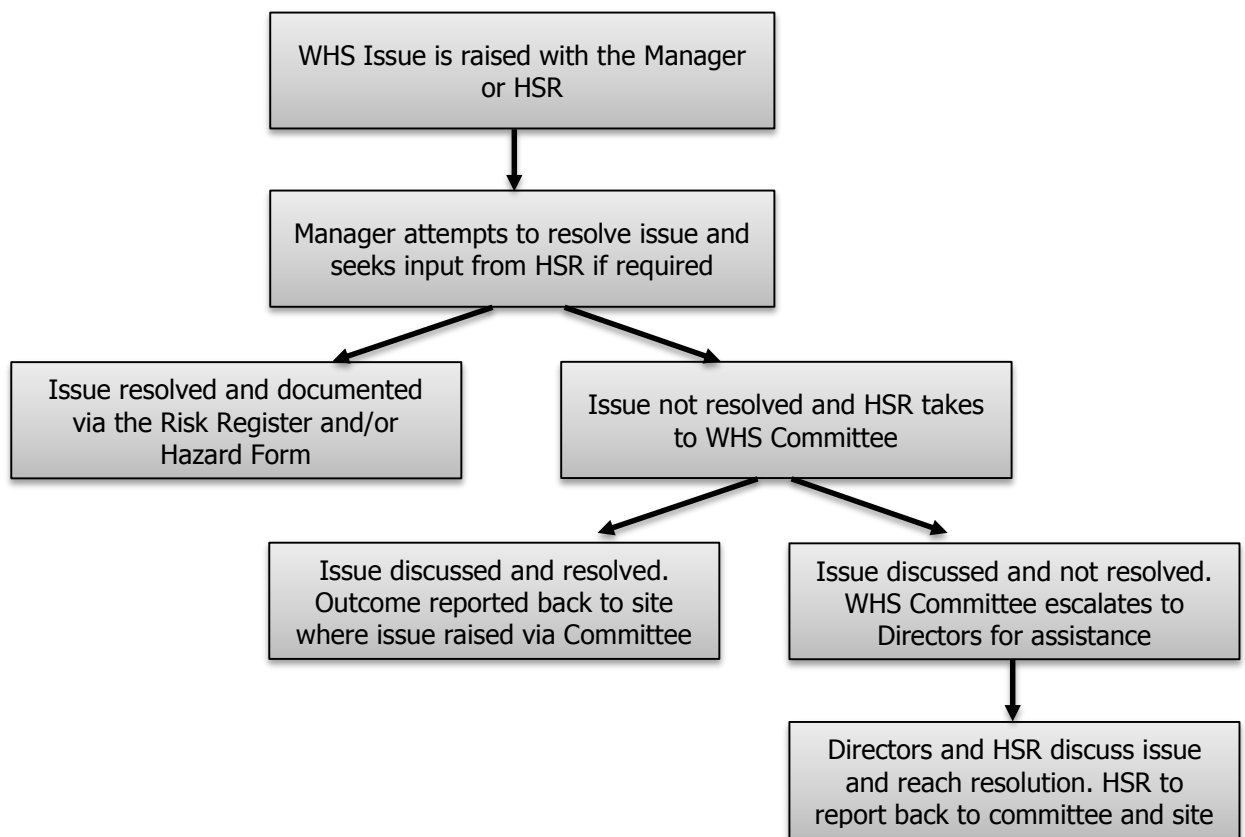 WHS Issue is raised with the Manager
or HSR
Manager attempts to resolve issue and
seeks input from HSR if required
Issue resolved and documented
via the Risk Register and/or
Hazard Form
Issue not resolved and HSR takes
to WHS Committee
Issue discussed and resolved.
Outcome reported back to site
where issue raised via Committee
Issue discussed and not resolved.
WHS Committee escalates to
Directors for assistance
Directors and HSR discuss issue
and reach resolution. HSR to
report back to committee and site